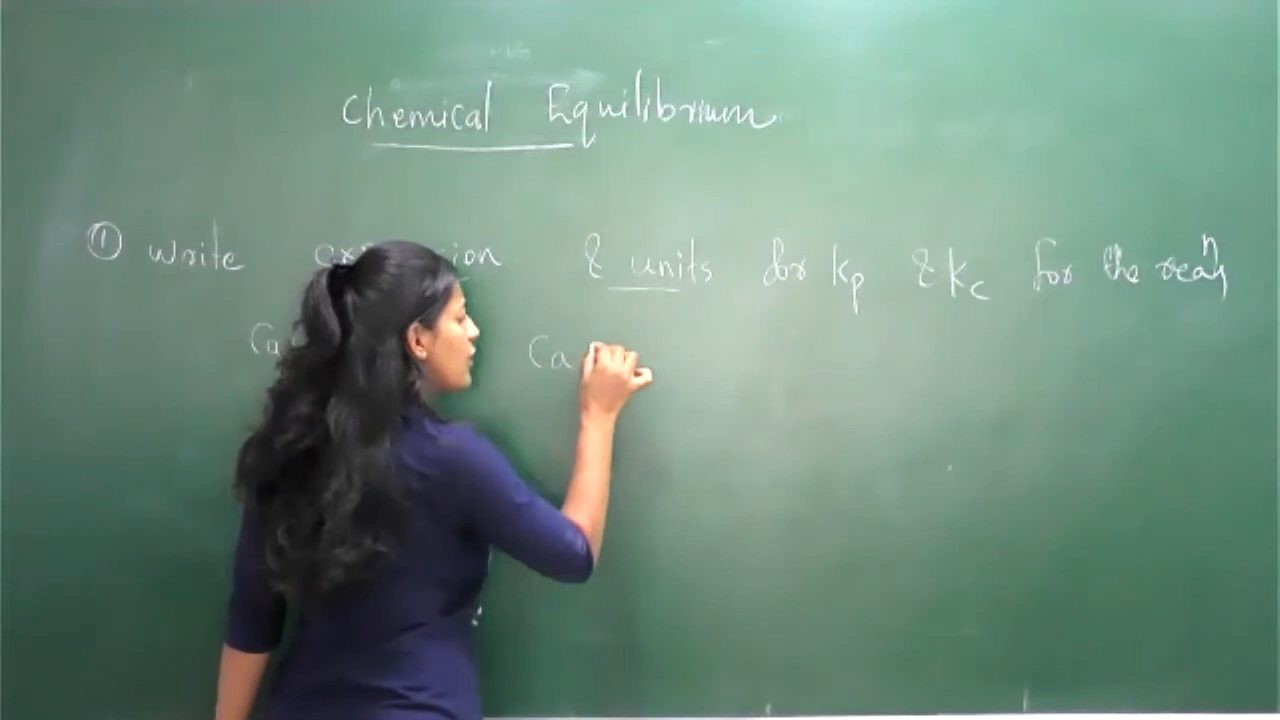 Chemical Equilibrium
① Write & units for kp & kc for the reaⁿ
Ca Ca